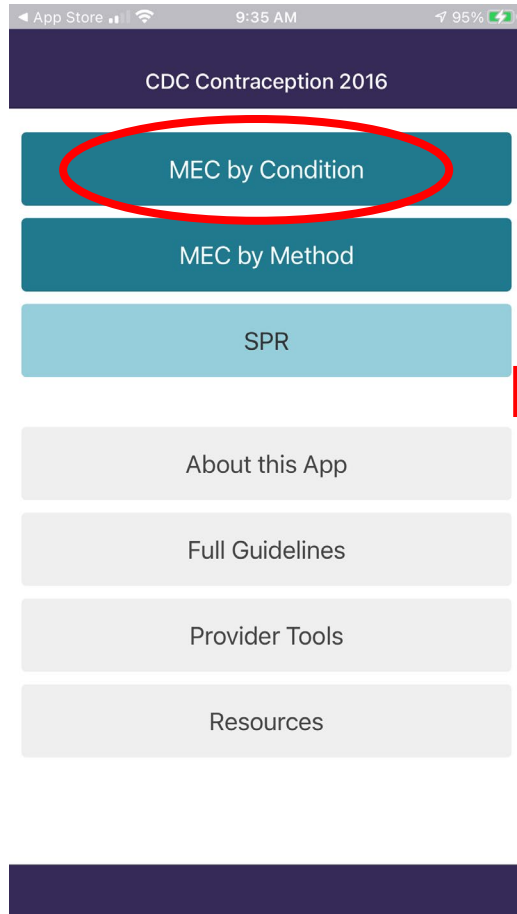 App Store 9:35 AM 95%
CDC Contraception 2016
MEC by Condition
MEC by Method
SPR
About this App
Full Guidelines
Provider Tools
Resources